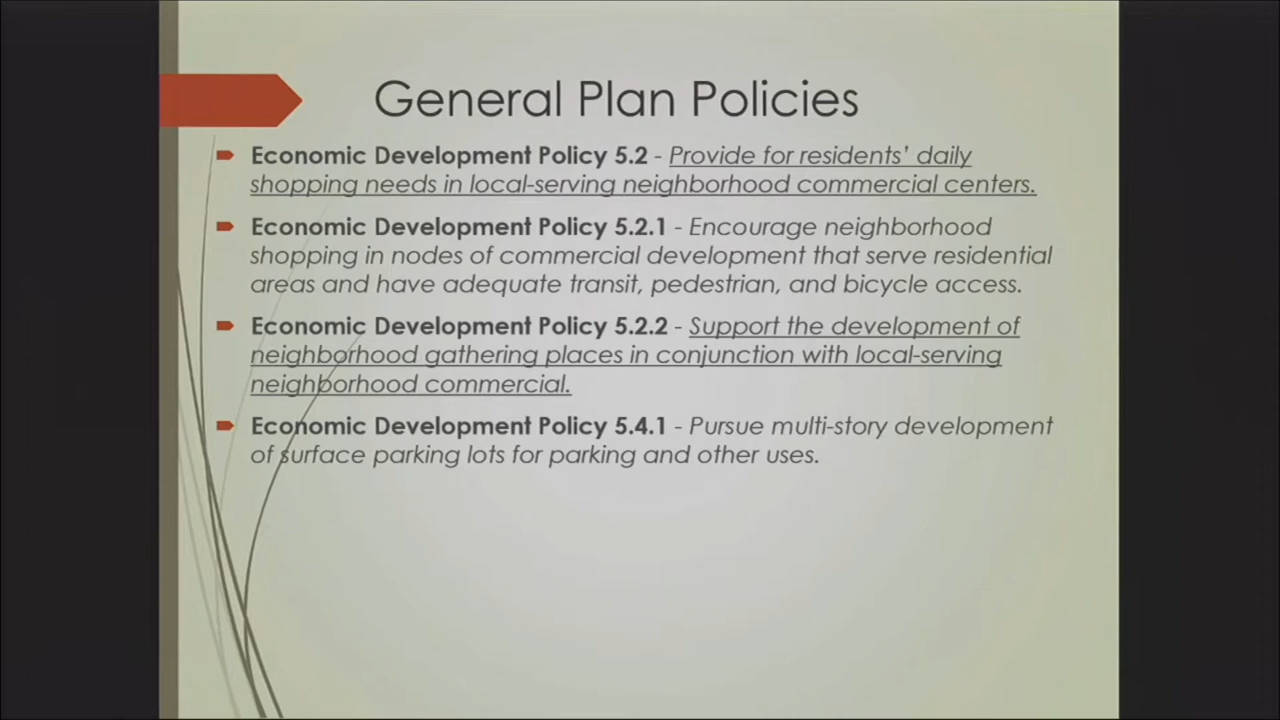 General Plan Policies
Economic Development Policy 5.2 - Provide for residents’ daily
shopping needs in local-serving neighborhood commercial centers.
Economic Development Policy 5.2.1 - Encourage neighborhood
shopping in nodes of commercial development that serve residential
areas and have adequate transit, pedestrian, and bicycle access.
Economic Development Policy 5.2.2 - Support the development of
neighborhood gathering places in conjunction with local-serving
neighborhood commercial.
Economic Development Policy 5.4.1 - Pursue multi-story development
of surface parking lots for parking and other uses.